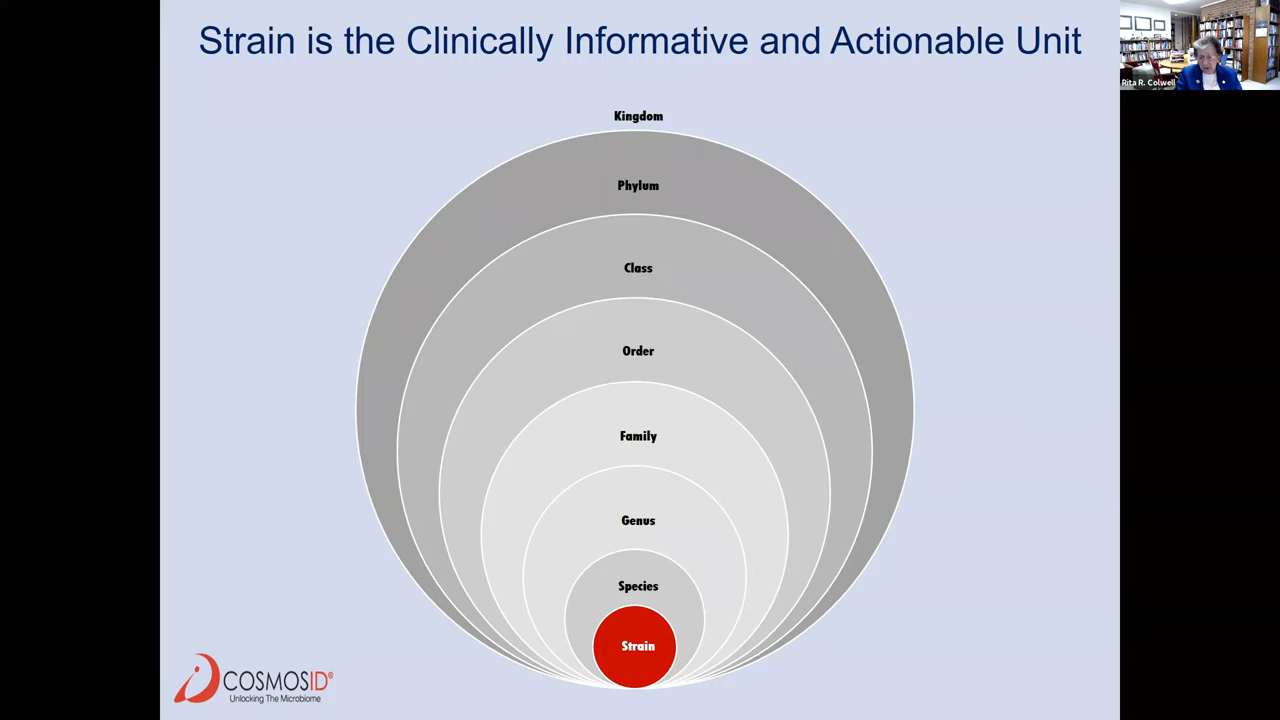 Strain is the Clinically Informative and Actionable Unit
Rita R. Colwell
Kingdom
Phylum
Class
Order
Family
Genus
Species
Strain
COSMOSID®
Unlocking The Microbiome